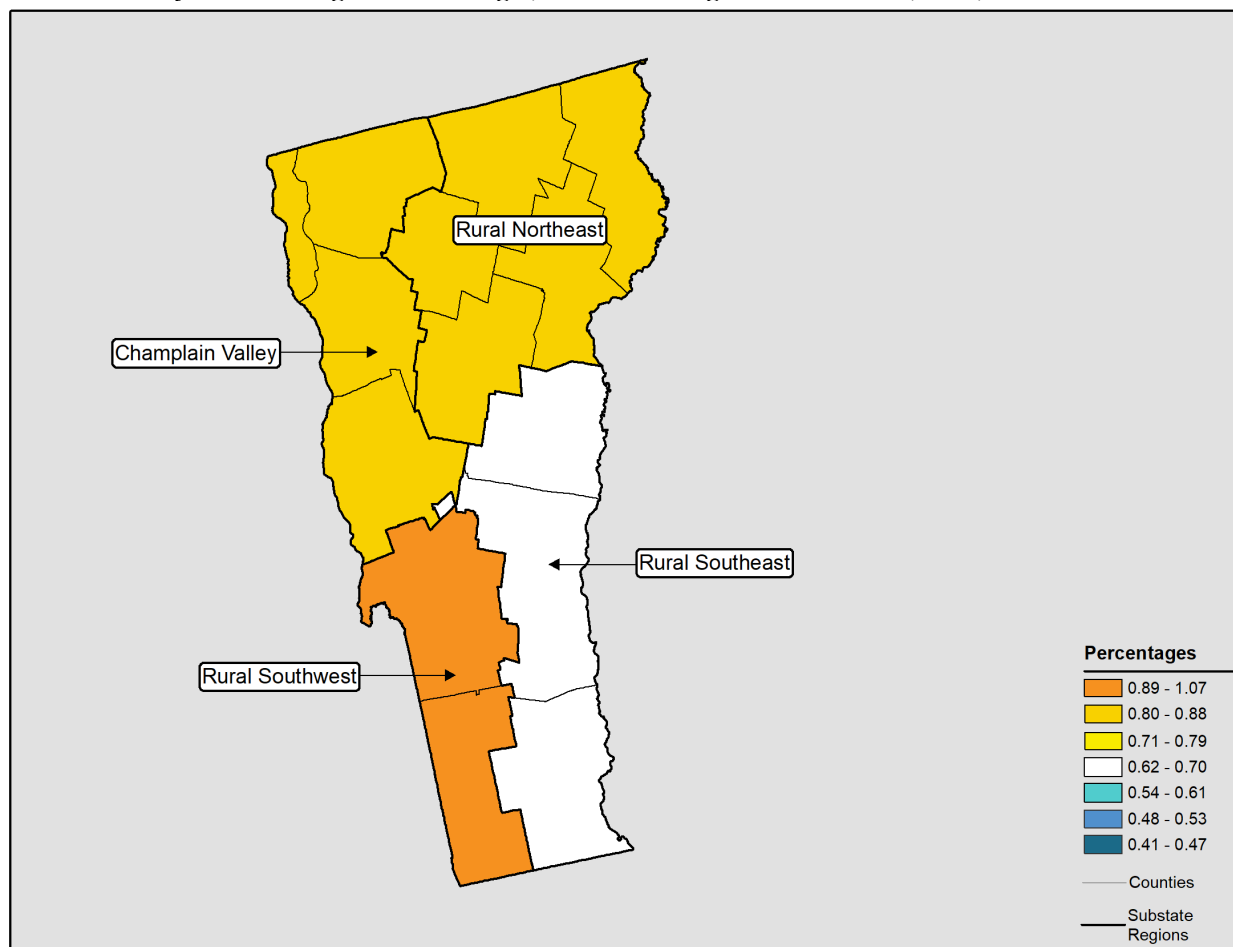 Rural Northeast
Champlain Valley
Rural Southeast
Rural Southwest
Percentages
0.89 - 1.07
0.80 - 0.88
0.71 - 0.79
0.62 - 0.70
0.54 - 0.61
0.48 - 0.53
0.41 - 0.47
Counties
Substate
Regions